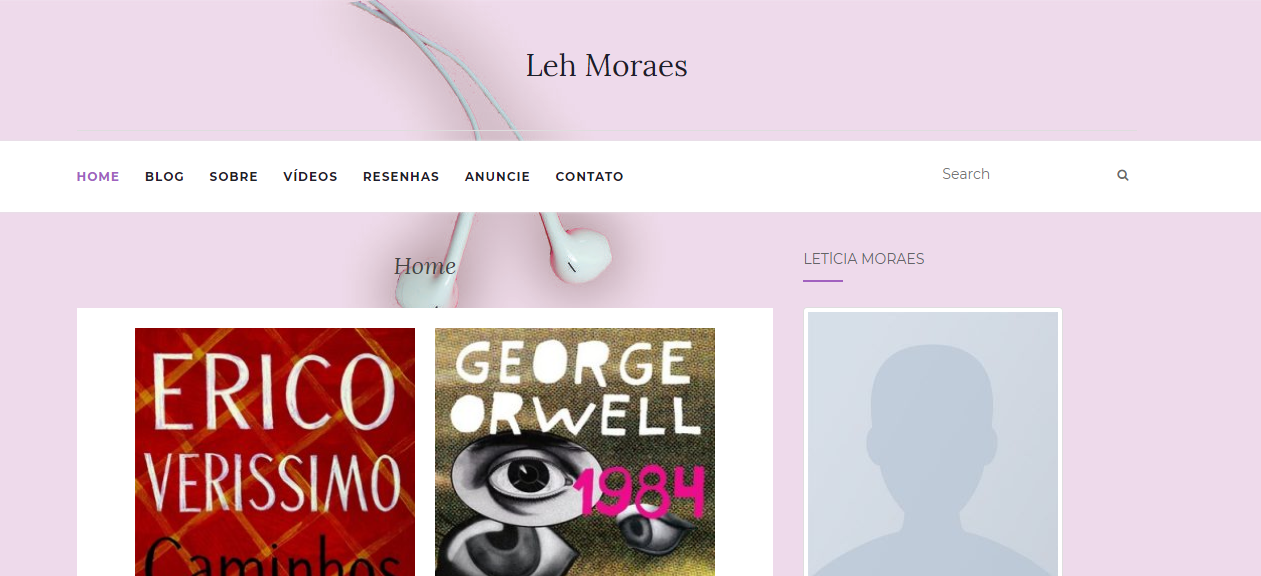 Leh Moraes
HOME BLOG SOBRE VÍDEOS RESENHAS ANUNCIE CONTATO
Search
Home
LETÍCIA MORAES
ERICO
VERISSIMO
Caminhos
GEORGE
ORWELL
1984